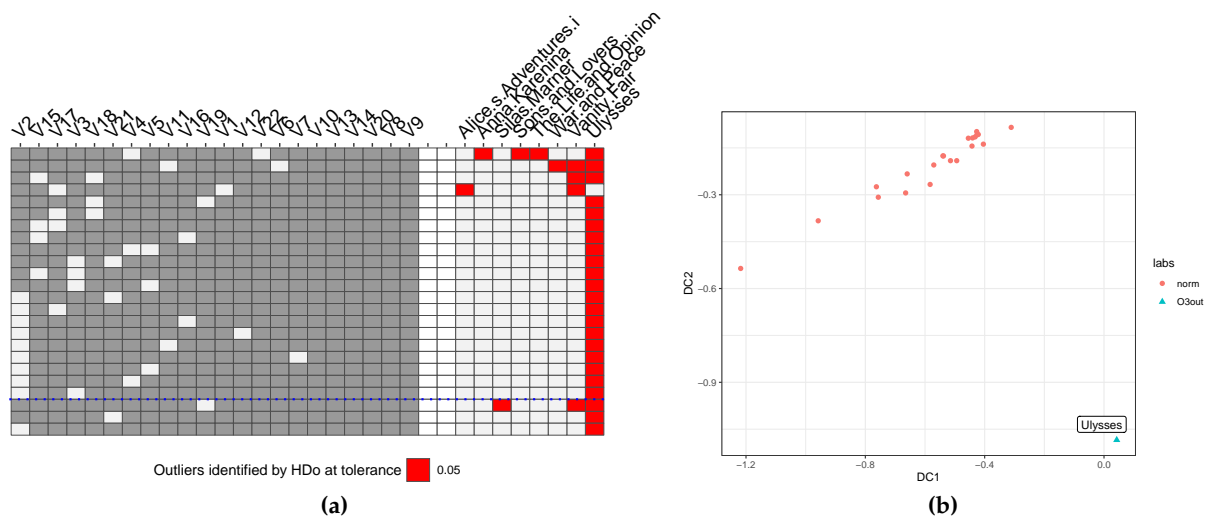 V2
V15
V17
V3
V18
V21
V4
V5
V11
V16
V19
V1
V12
V22
V6
V7
V10
V13
V14
V20
V8
V9
Alice.s.Adventures.i
Anna.Karenina
Silas.Marner
Sons.and.Lovers
The.Life.and.Opinion
War.and.Peace
Vanity.Fair
Ulysses
Outliers identified by HDo at tolerance 0.05
(a)
DC2
−0.3
−0.6
−0.9
Ulysses
−1.2 −0.8 −0.4 0.0
DC1
labs
norm
O3out
(b)